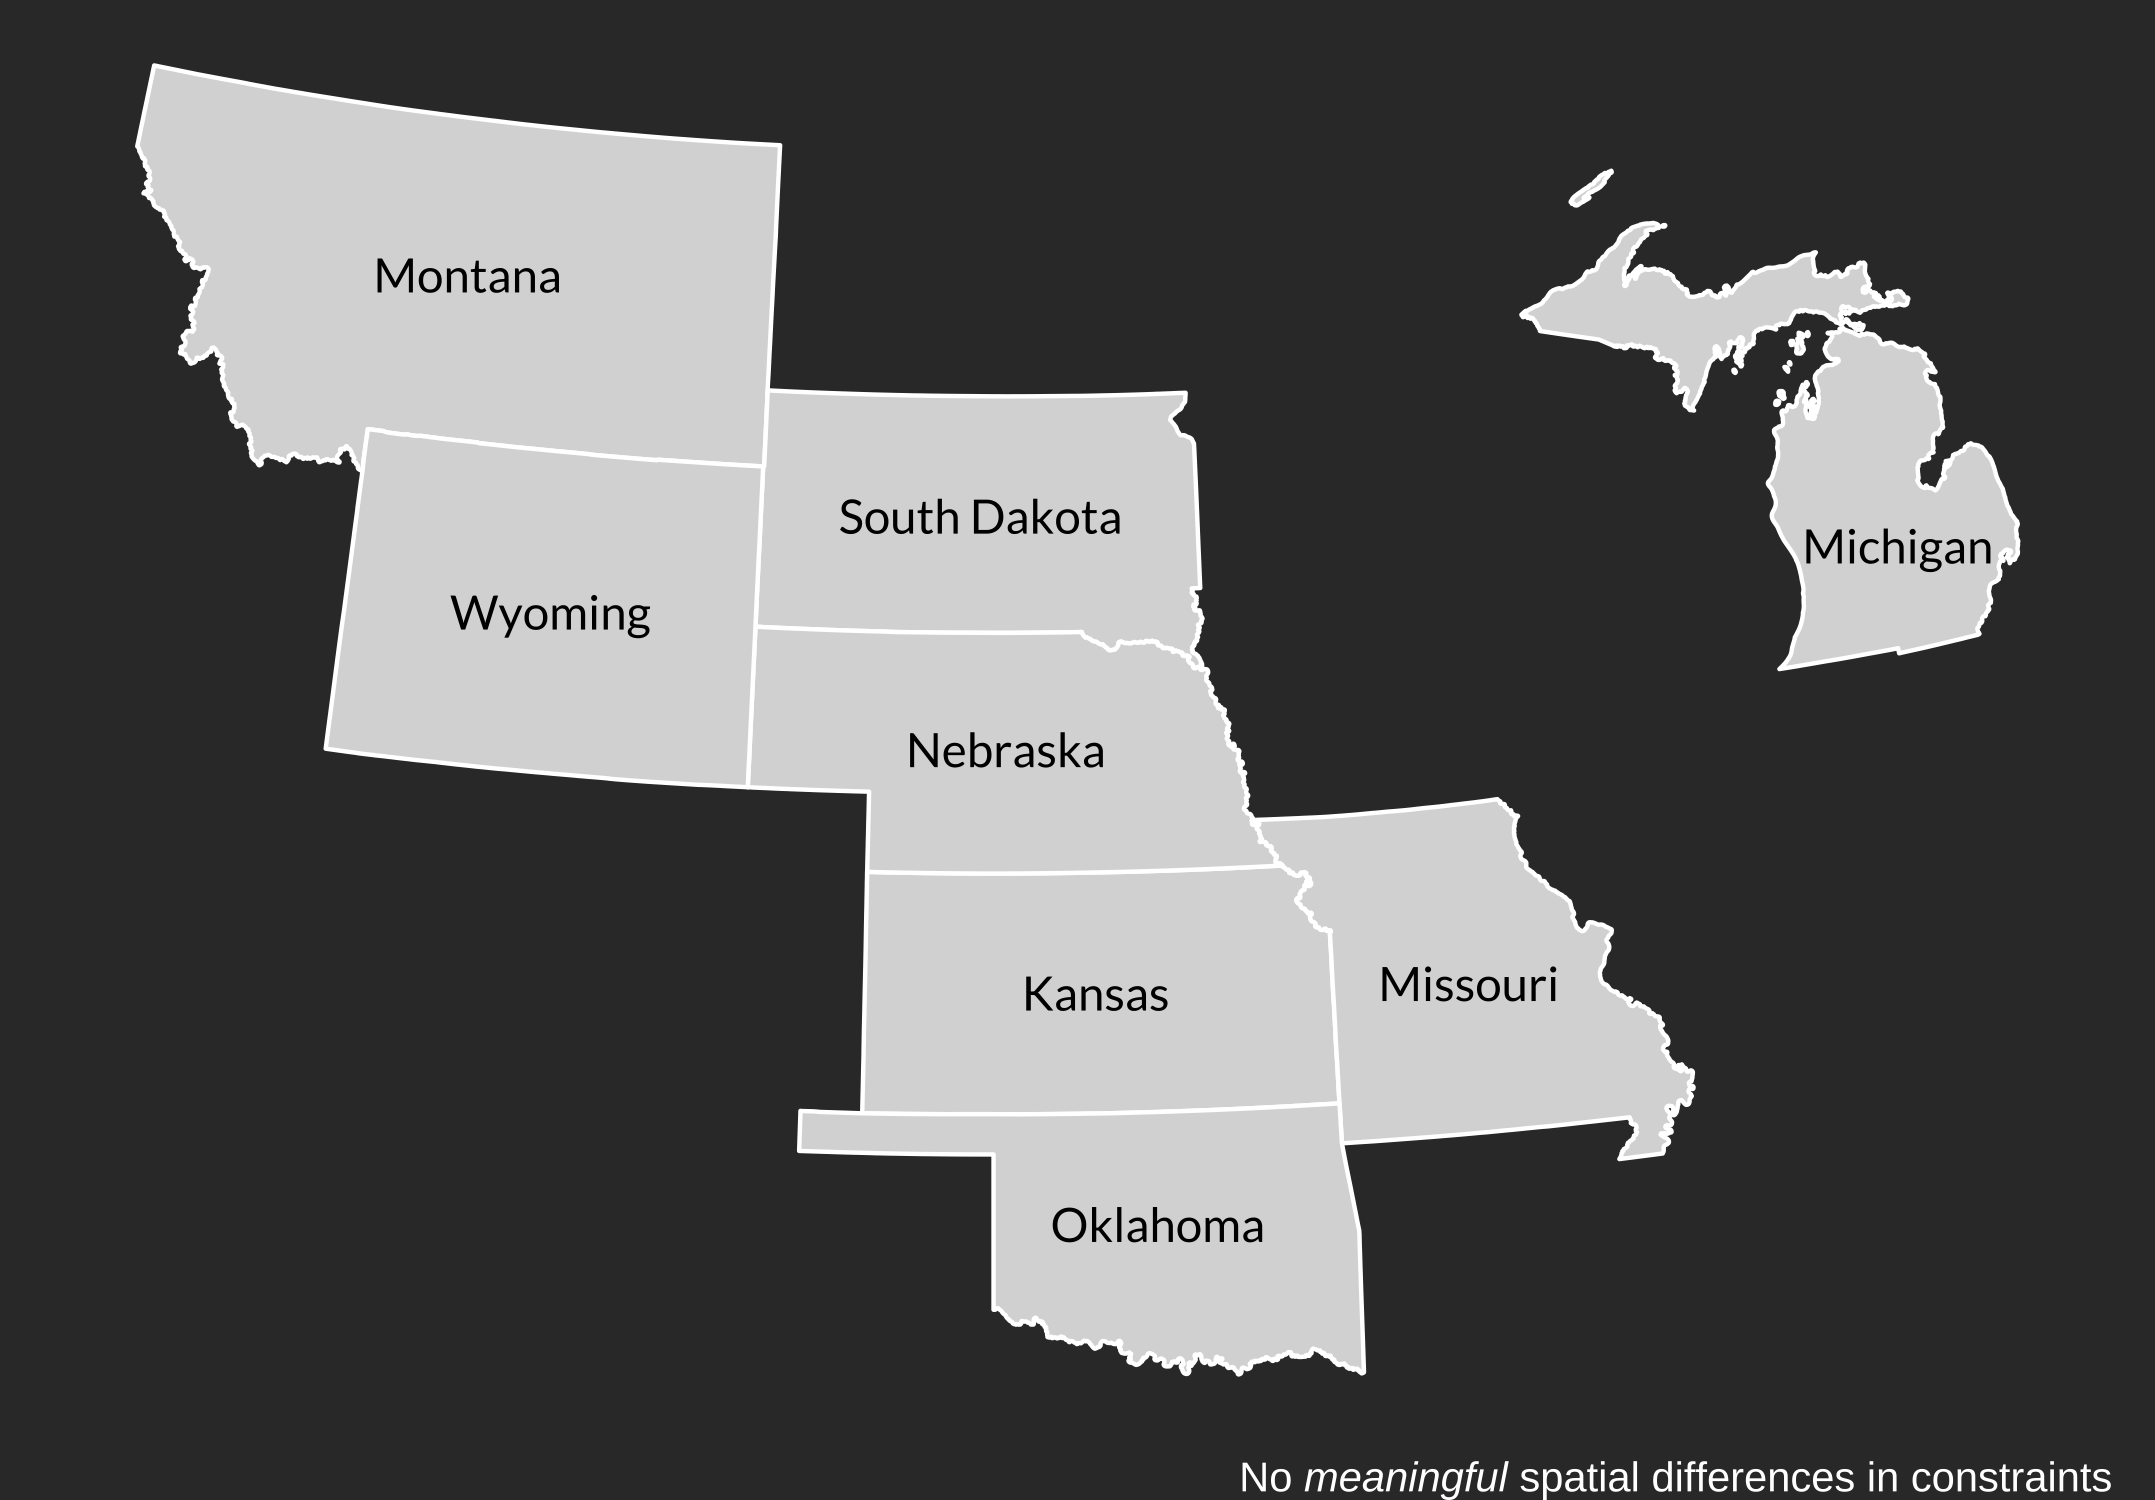 Montana
South Dakota
Michigan
Wyoming
Nebraska
Kansas
Missouri
Oklahoma
No meaningful spatial differences in constraints